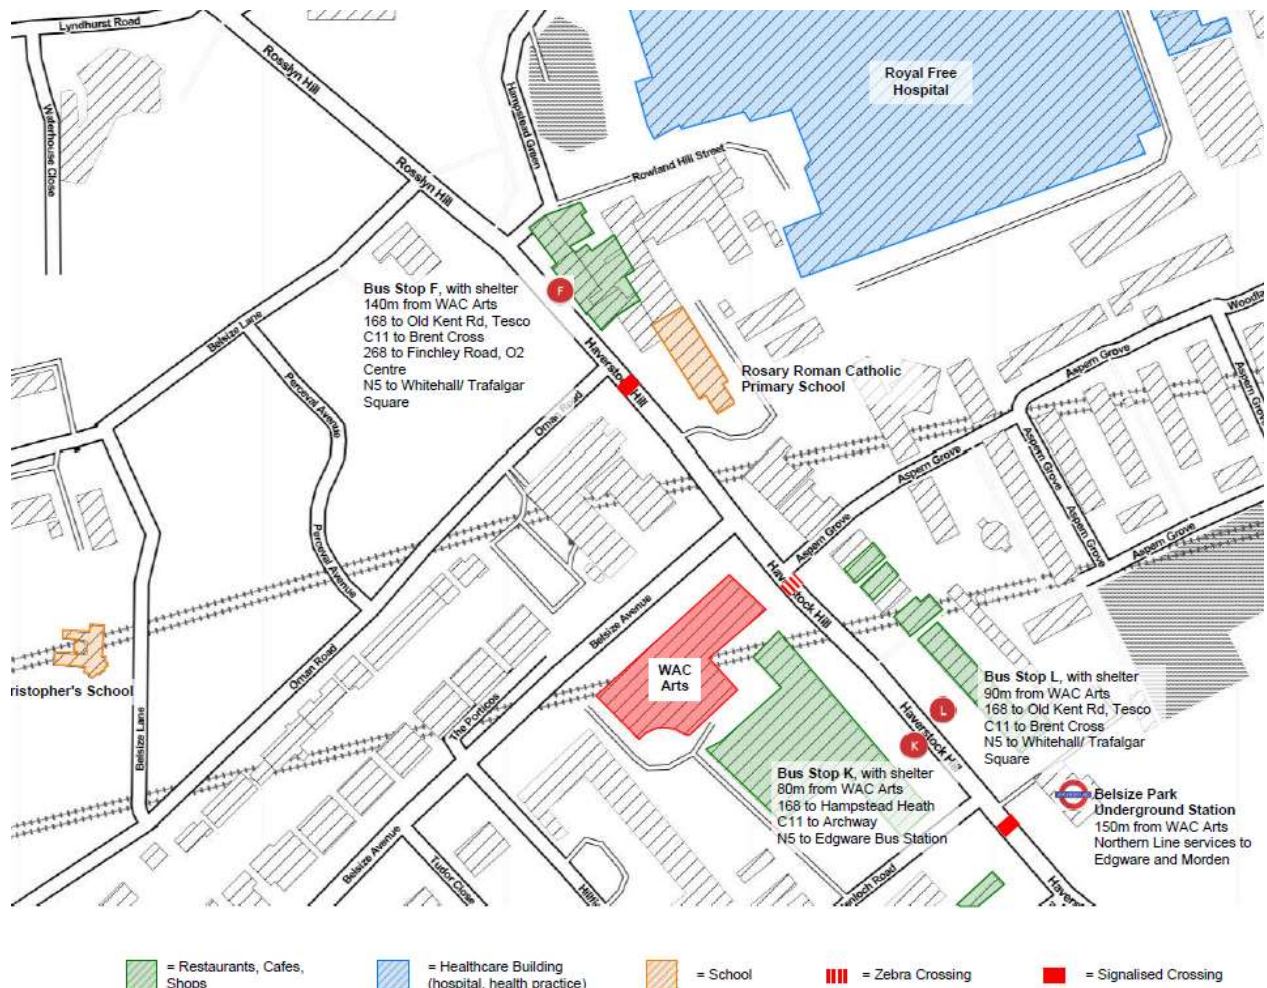 Lyndhurst Road
Rosslyn Hill
Waterhouse Close
Hampstead Green
Royal Free
Hospital
Rosslyn Hill
Rowland Hill Street
Bus Stop F, with shelter
140m from WAC Arts
168 to Old Kent Rd, Tesco
C11 to Brent Cross
268 to Finchley Road, O2
Centre
N5 to Whitehall/ Trafalgar
Square
F
Belsize Lane
Perceval Avenue
Perceval Avenue
Haverstock Hill
Rosary Roman Catholic
Primary School
Aspern Grove
Aspern Grove
Aspern Grove
Aspern Grove
Aspern Grove
Aspern Grove
Aspern Grove
Haverstock Hill
Ornan Road
Belsize Avenue
WAC
Arts
ristopher's School
Ornan Road
The Porticos
Belsize Lane
Bus Stop L, with shelter
90m from WAC Arts
168 to Old Kent Rd, Tesco
C11 to Brent Cross
N5 to Whitehall/ Trafalgar
Square
L
K
Haverstock Hill
Bus Stop K, with shelter
80m from WAC Arts
168 to Hampstead Heath
C11 to Archway
N5 to Edgware Bus Station
Belsize Park
Underground Station
150m from WAC Arts
Northern Line services to
Edgware and Morden
Belsize Avenue
Tudor Close
= Restaurants, Cafes,
Shops
= Healthcare Building
(hospital, health practice)
= School
= Zebra Crossing
= Signalised Crossing